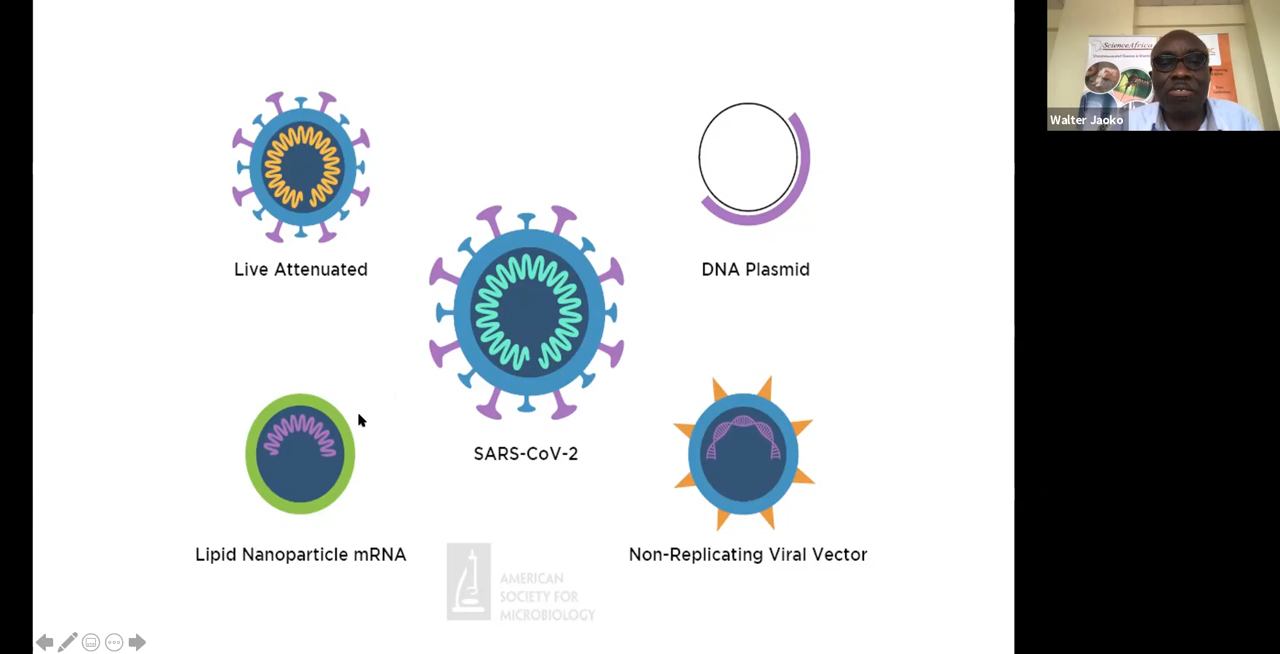 Live Attenuated
DNA Plasmid
SARS-CoV-2
Lipid Nanoparticle mRNA
Non-Replicating Viral Vector
AMERICAN
SOCIETY FOR
MICROBIOLOGY
ScienceAfrica
Walter Jaoko